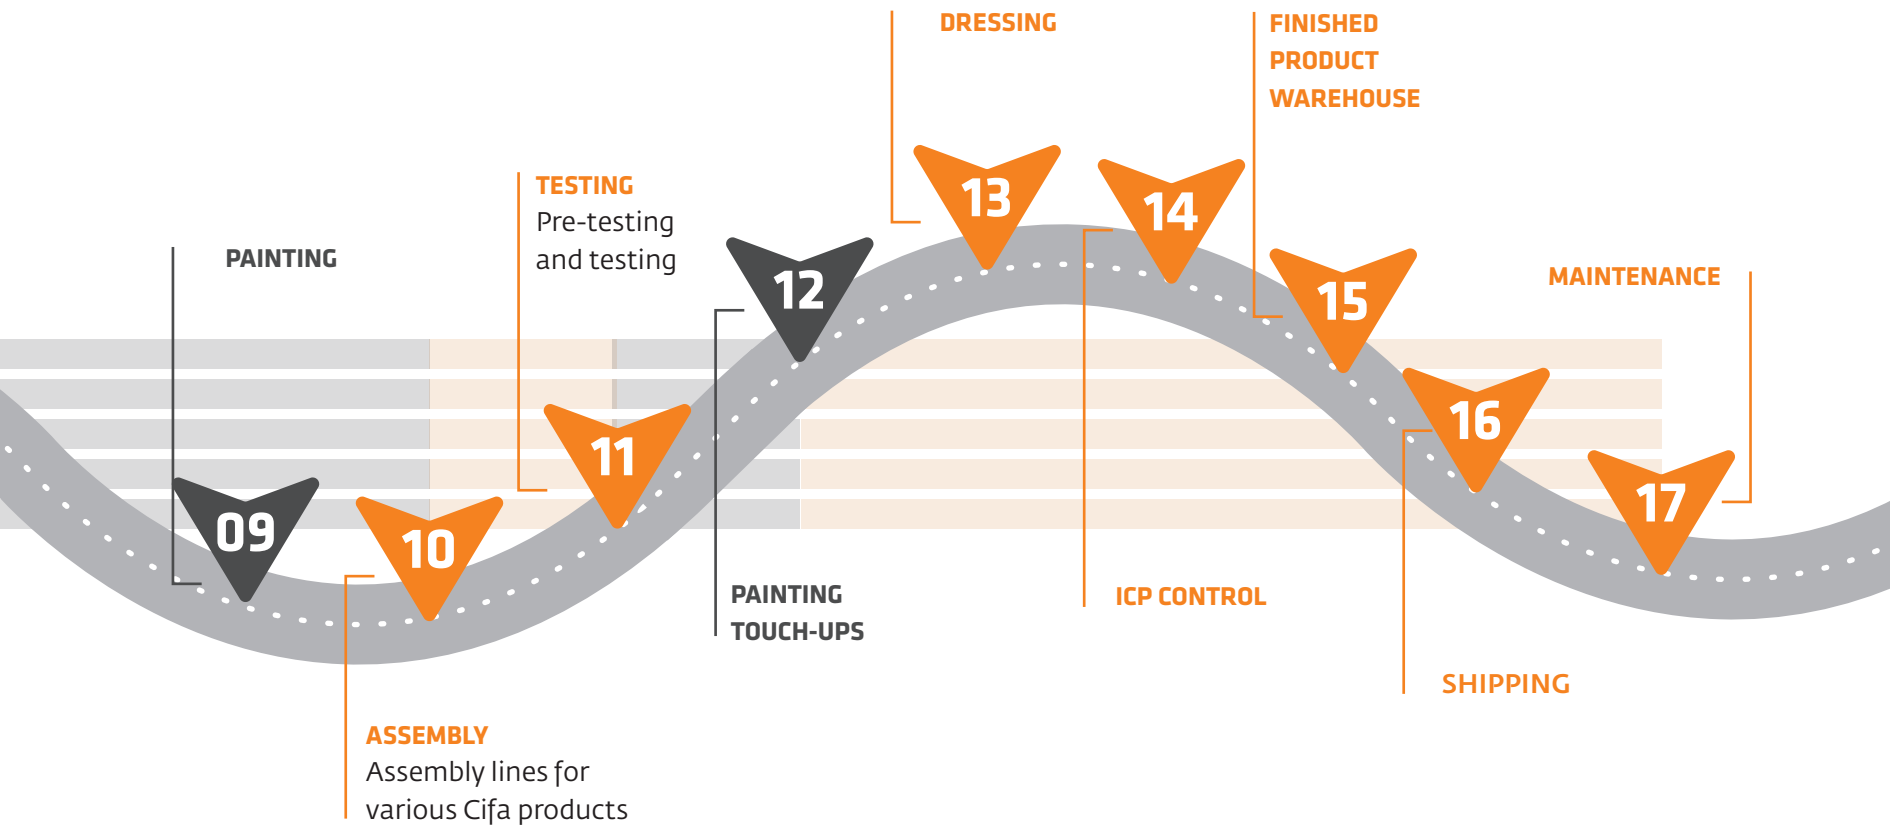 DRESSING
FINISHED
PRODUCT
WAREHOUSE
13
14
TESTING
Pre-testing
and testing
PAINTING
12
15
MAINTENANCE
11
16
09
10
17
PAINTING
TOUCH-UPS
ICP CONTROL
SHIPPING
ASSEMBLY
Assembly lines for
various Cifa products